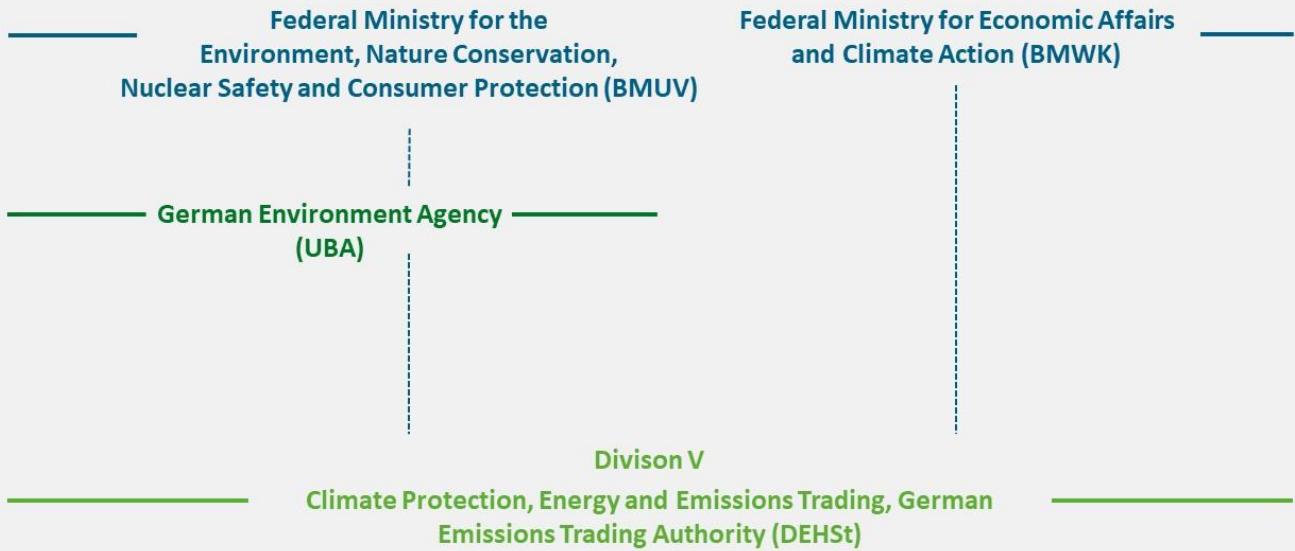 Federal Ministry for the
Environment, Nature Conservation,
Nuclear Safety and Consumer Protection (BMUV)
Federal Ministry for Economic Affairs
and Climate Action (BMWK)
German Environment Agency
(UBA)
Divison V
Climate Protection, Energy and Emissions Trading, German
Emissions Trading Authority (DEHSt)